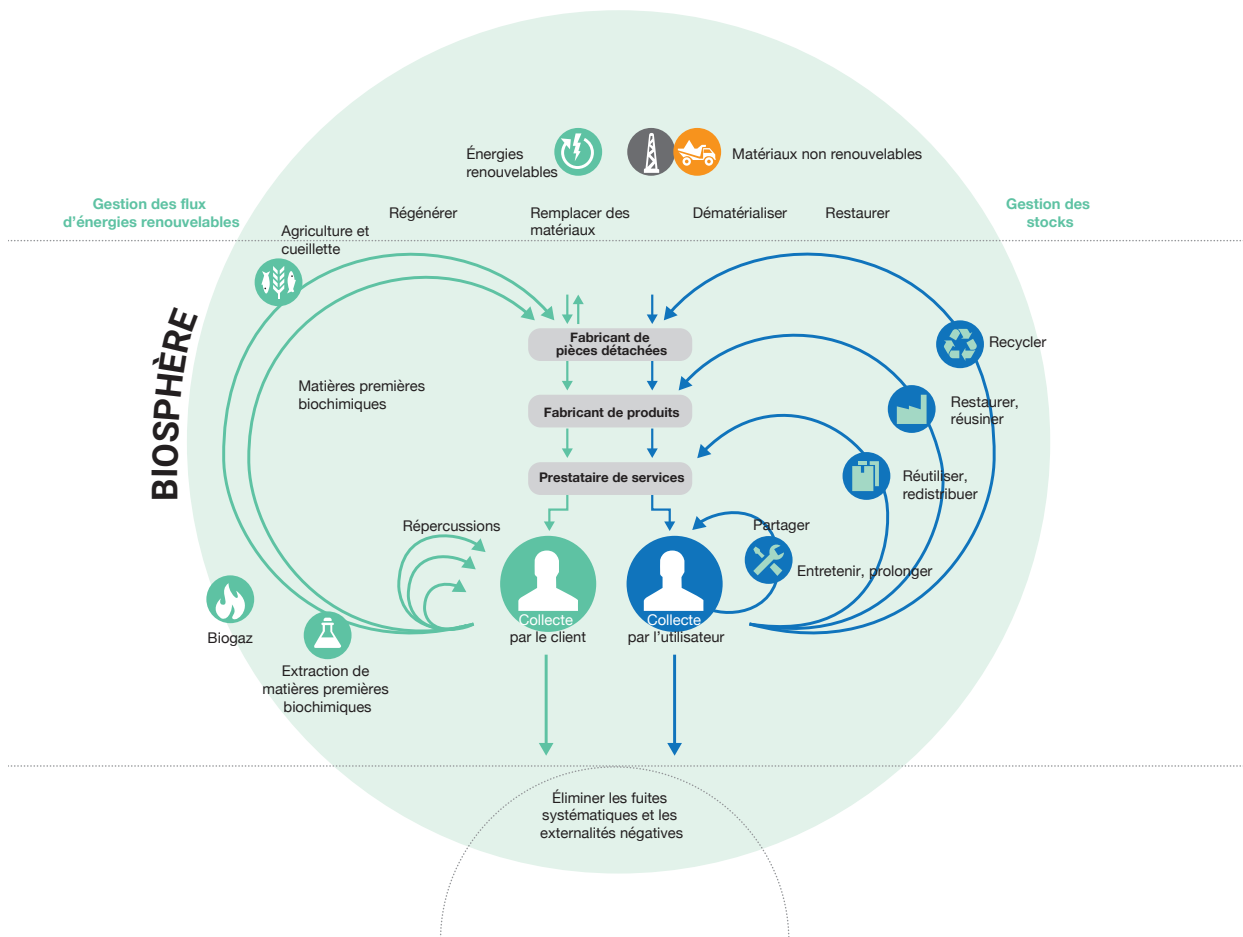 Énergies
renouvelables
Matériaux non renouvelables
Gestion des flux
d'énergies renouvelables
Régénérer
Remplacer des
matériaux
Dématérialiser
Restaurer
Gestion des
stocks
Agriculture et
cueillette
BIOSPHÈRE
Fabricant de
pièces détachées
Recycler
Matières premières
biochimiques
Fabricant de produits
Restaurer,
réusiner
Prestataire de services
Réutiliser,
redistribuer
Répercussions
Partager
Entretenir, prolonger
Collecte
par le client
Collecte
par l'utilisateur
Biogaz
Extraction de
matières premières
biochimiques
Éliminer les fuites
systématiques et les
externalités négatives